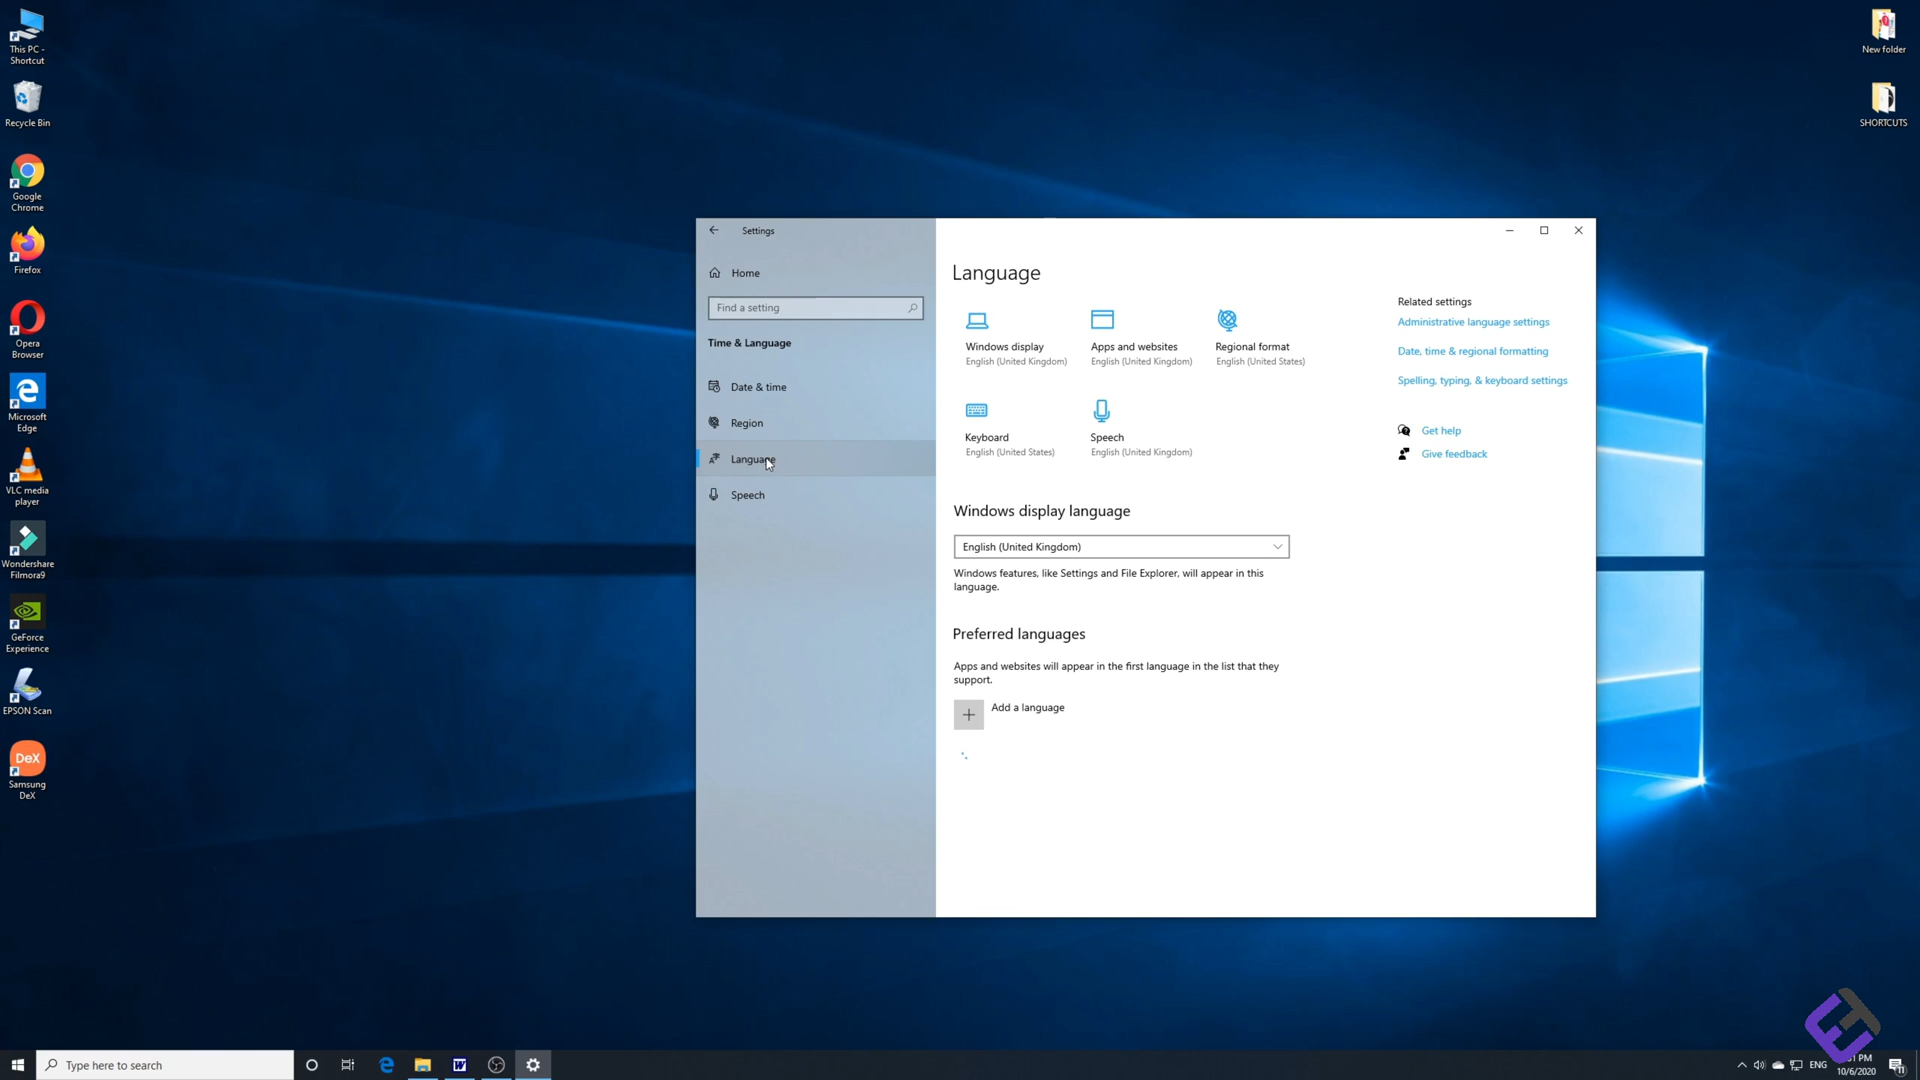 This PC -
Shortcut
Recycle Bin
Google
Chrome
Firefox
Opera
Browser
Microsoft
Edge
VLC media
player
Wondershare
Filmora9
GeForce
Experience
EPSON Scan
DeX
Samsung
DeX
New folder
SHORTCUTS
Settings
Home
Find a setting
Time & Language
Date & time
Region
Language
Speech
Language
Windows display
English (United Kingdom)
Apps and websites
English (United Kingdom)
Regional format
English (United States)
Keyboard
English (United States)
Speech
English (United Kingdom)
Windows display language
English (United Kingdom)
Windows features, like Settings and File Explorer, will appear in this
language.
Preferred languages
Apps and websites will appear in the first language in the list that they
support.
Add a language
Related settings
Administrative language settings
Date, time & regional formatting
Spelling, typing, & keyboard settings
Get help
Give feedback
Type here to search
ENG
PM
10/6/2020